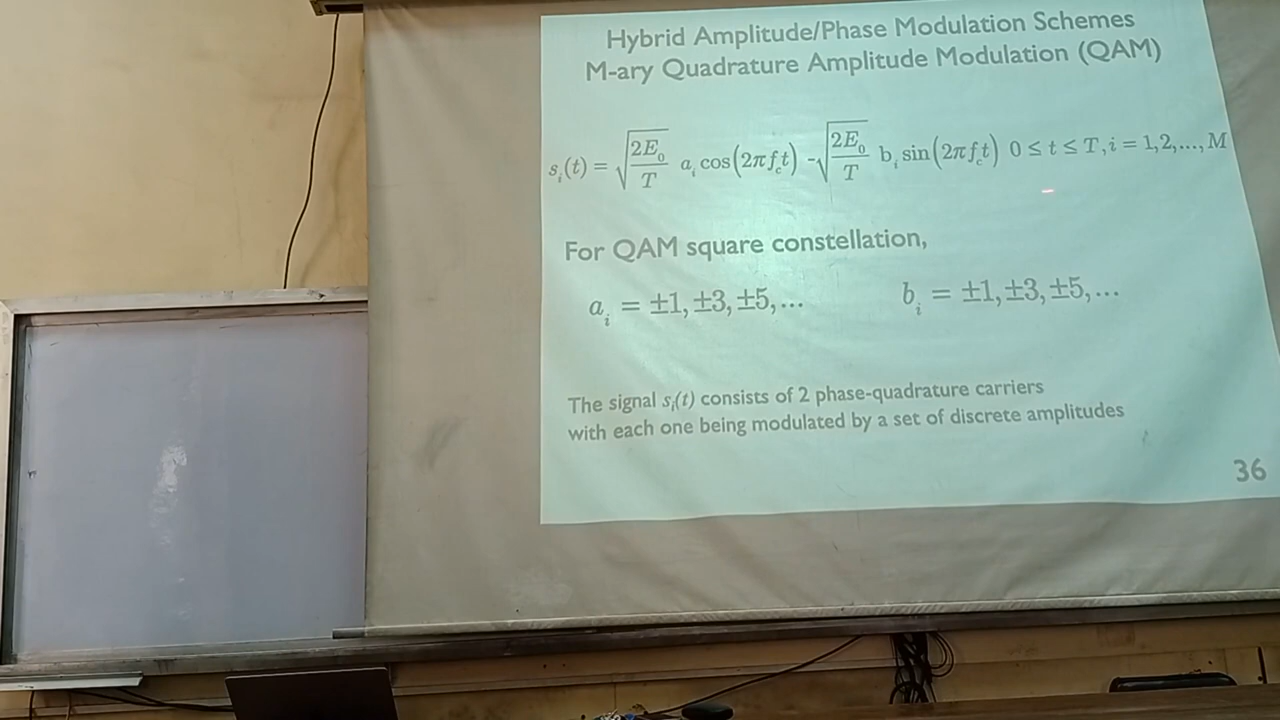 Hybrid Amplitude/Phase Modulation Schemes
M-ary Quadrature Amplitude Modulation (QAM)
s_i(t) = √(2E_0/T) a_i cos(2πf_c t) - √(2E_0/T) b_i sin(2πf_c t) 0 ≤ t ≤ T, i = 1,2,..., M
For QAM square constellation,
a_i = ±1, ±3, ±5, ... b_i = ±1, ±3, ±5, ...
The signal s_i(t) consists of 2 phase-quadrature carriers
with each one being modulated by a set of discrete amplitudes
36